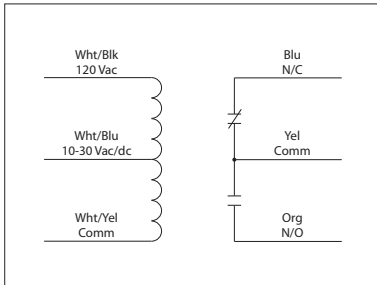 Wht/Blk
120 Vac
Wht/Blu
10-30 Vac/dc
Wht/Yel
Comm
Blu
N/C
Yel
Comm
Org
N/O